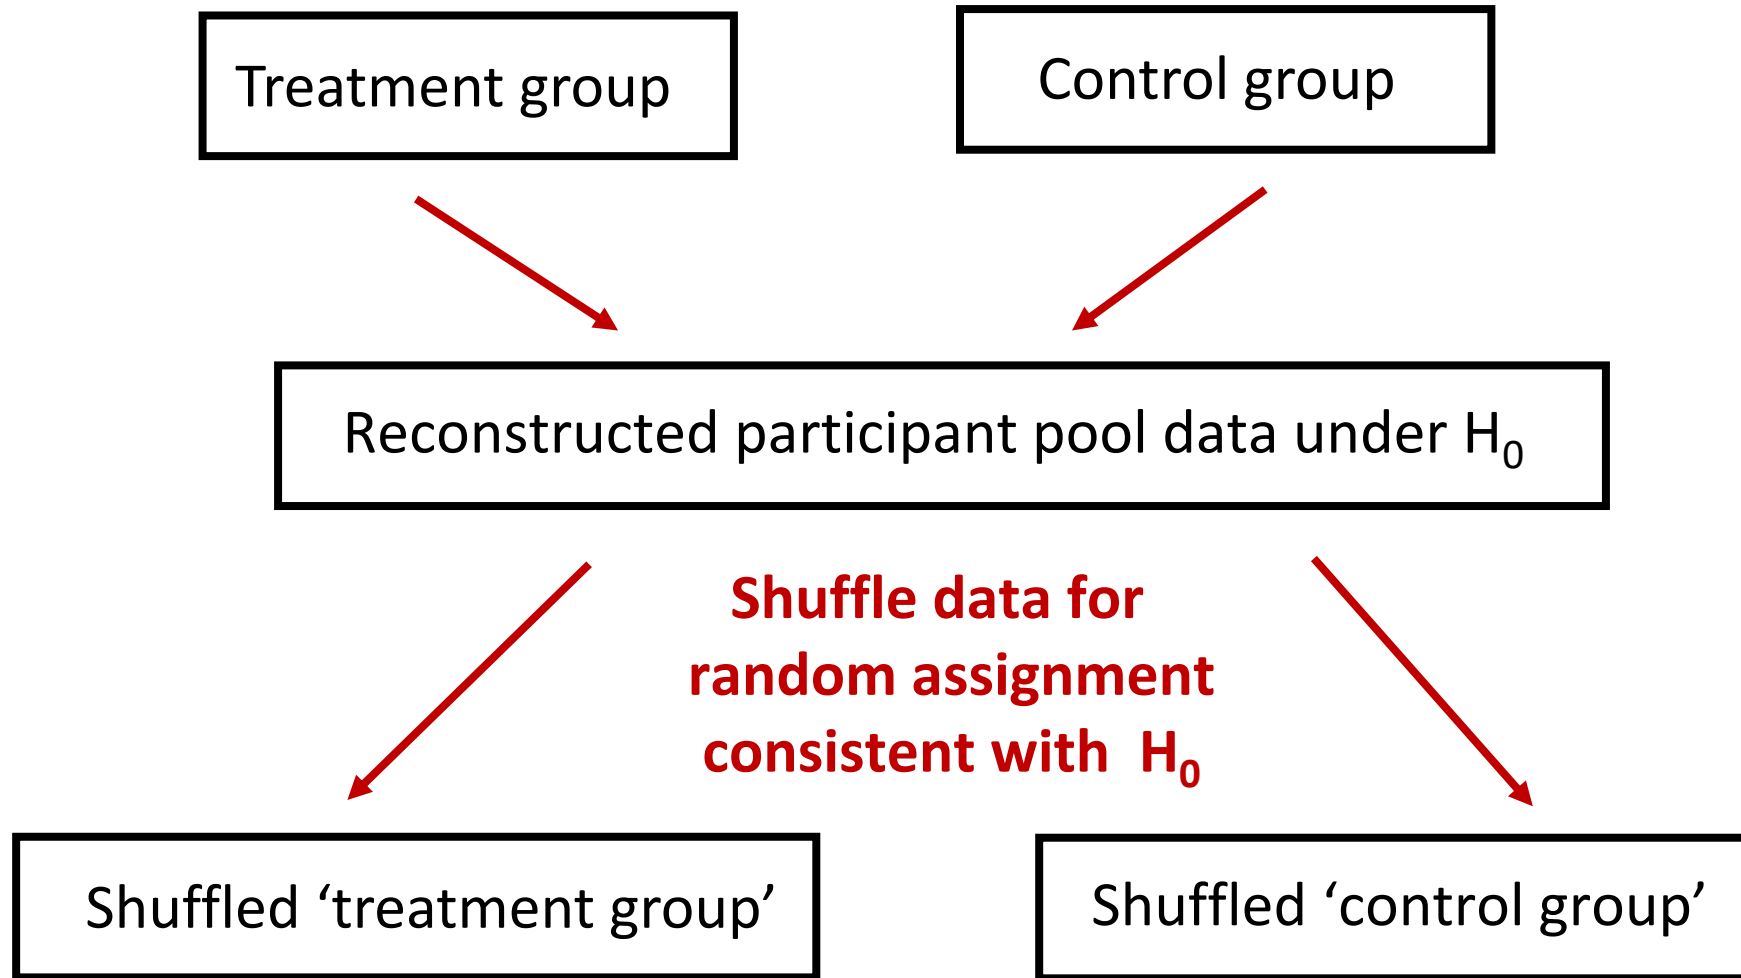 Treatment group
Control group
Reconstructed participant pool data under H₀
Shuffle data for
random assignment
consistent with H₀
Shuffled ‘treatment group’
Shuffled ‘control group’